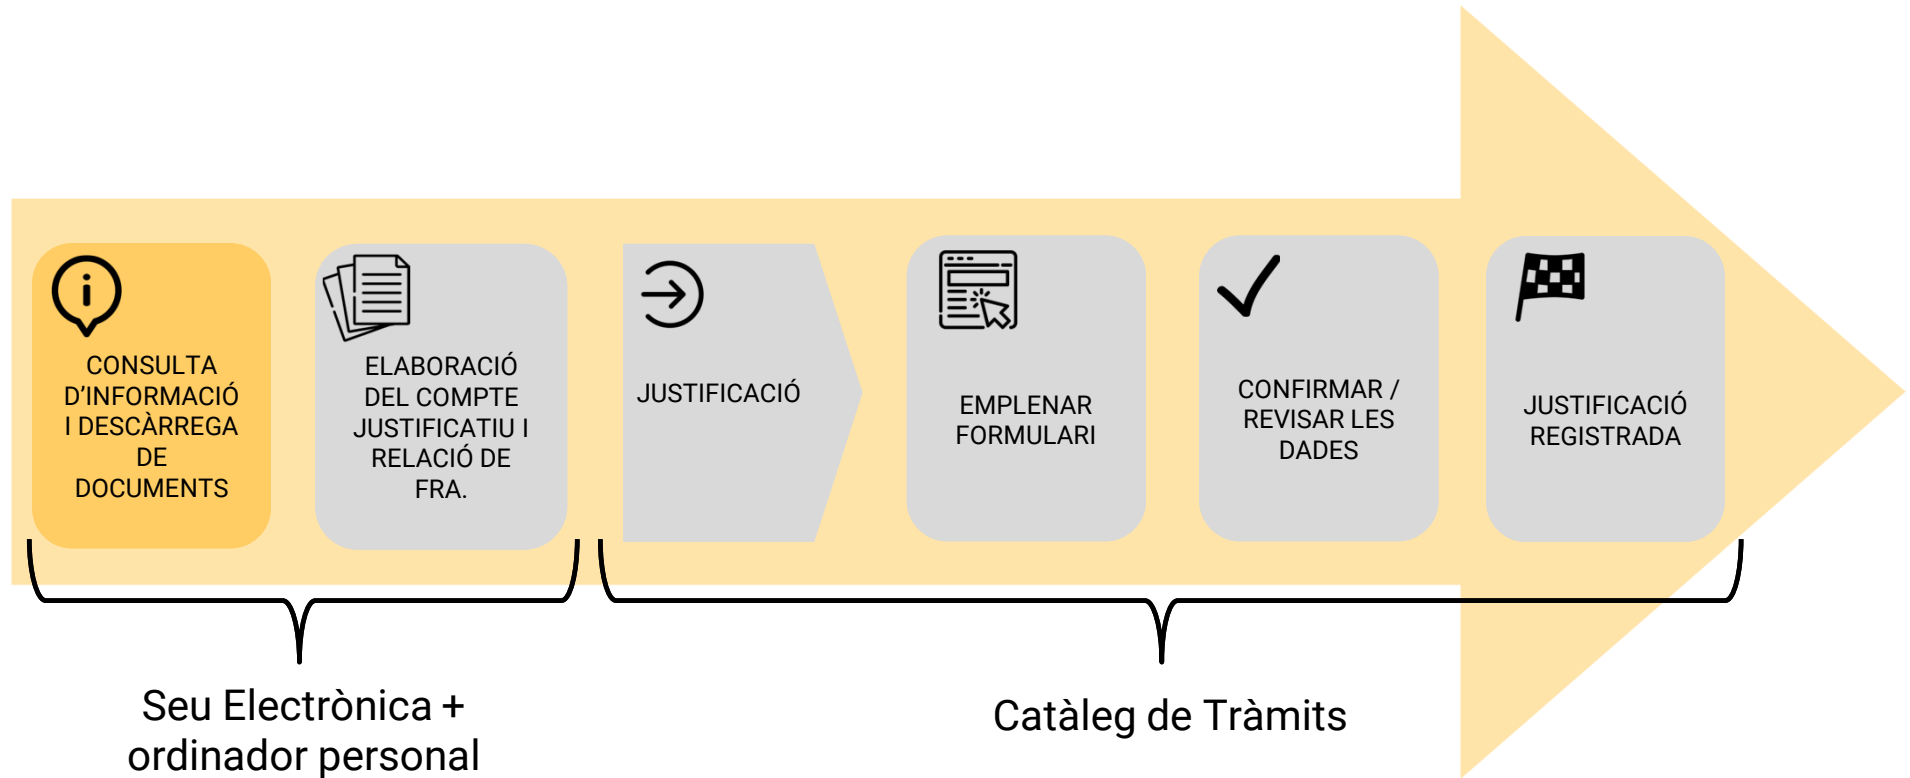 CONSULTA
D'INFORMACIÓ
I DESCÀRREGA
DE
DOCUMENTS
ELABORACIÓ
DEL COMPTE
JUSTIFICATIU I
RELACIÓ DE
FRA.
JUSTIFICACIÓ
EMPLENAR
FORMULARI
CONFIRMAR /
REVISAR LES
DADES
JUSTIFICACIÓ
REGISTRADA
Seu Electrònica +
ordinador personal
Catàleg de Tràmits